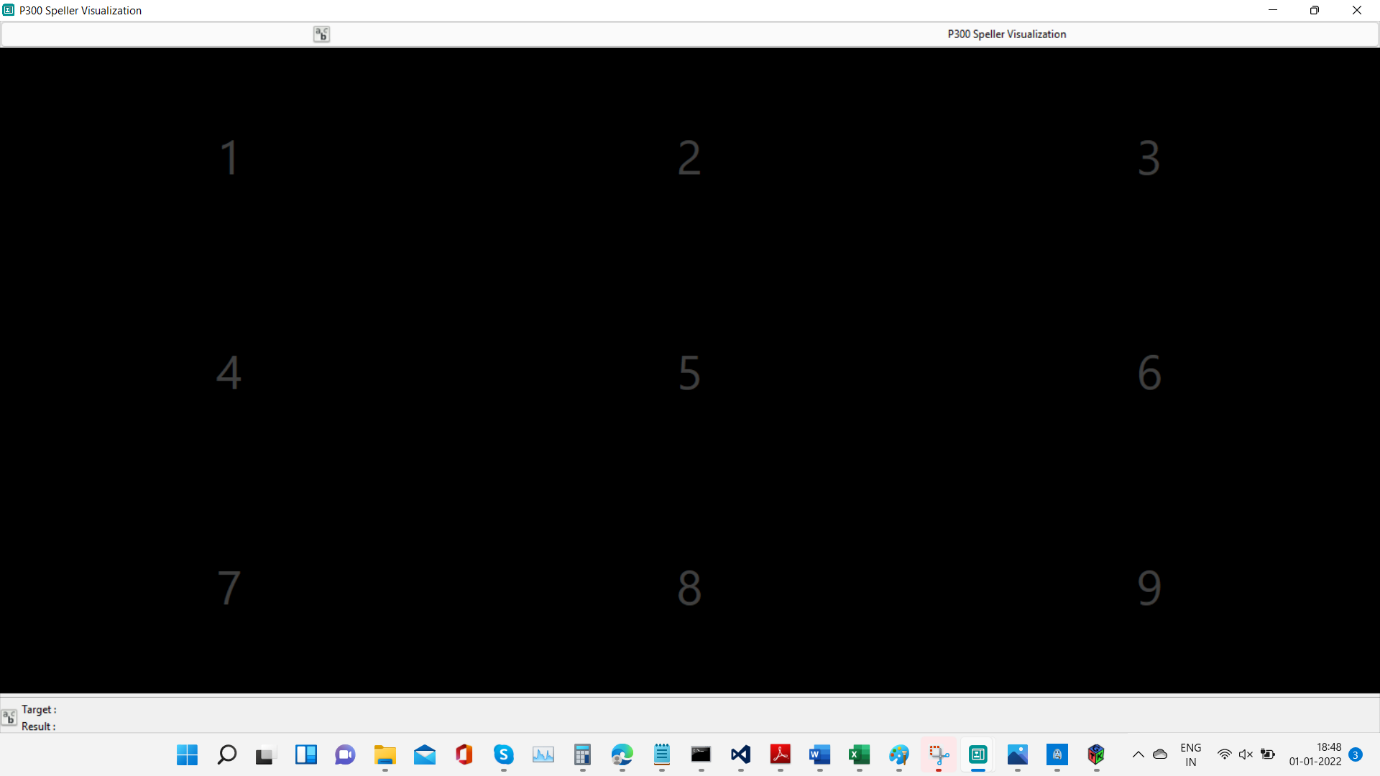 P300 Speller Visualization
P300 Speller Visualization
1 2 3
4 5 6
7 8 9
Target :
Result :
ENG
IN
18:48
01-01-2022
3